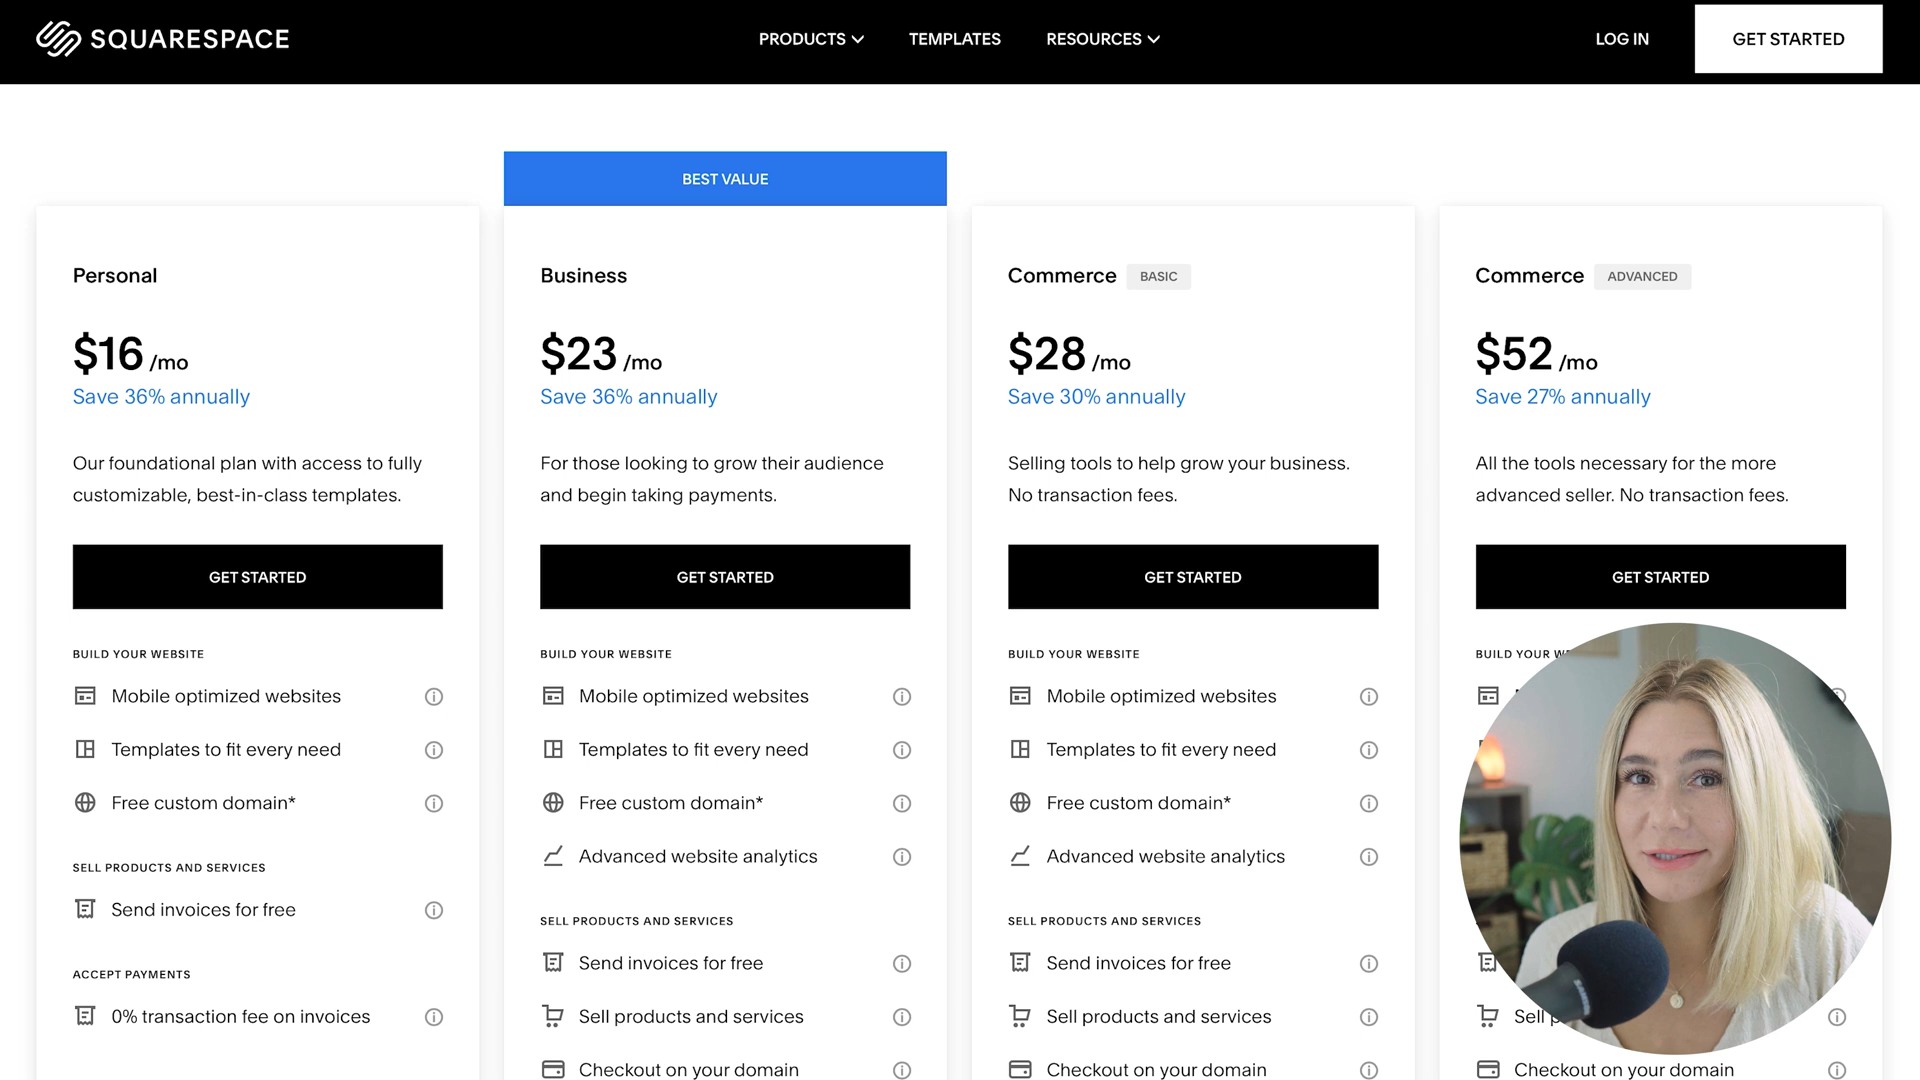 SQUARESPACE
PRODUCTS
TEMPLATES
RESOURCES
LOG IN
GET STARTED
BEST VALUE
Personal
$16 /mo
Save 36% annually
Our foundational plan with access to fully
customizable, best-in-class templates.
GET STARTED
BUILD YOUR WEBSITE
Mobile optimized websites
Templates to fit every need
Free custom domain*
SELL PRODUCTS AND SERVICES
Send invoices for free
ACCEPT PAYMENTS
0% transaction fee on invoices
Business
$23 /mo
Save 36% annually
For those looking to grow their audience
and begin taking payments.
GET STARTED
BUILD YOUR WEBSITE
Mobile optimized websites
Templates to fit every need
Free custom domain*
Advanced website analytics
SELL PRODUCTS AND SERVICES
Send invoices for free
Sell products and services
Checkout on your domain
Commerce BASIC
$28 /mo
Save 30% annually
Selling tools to help grow your business.
No transaction fees.
GET STARTED
BUILD YOUR WEBSITE
Mobile optimized websites
Templates to fit every need
Free custom domain*
Advanced website analytics
SELL PRODUCTS AND SERVICES
Send invoices for free
Sell products and services
Checkout on your domain
Commerce ADVANCED
$52 /mo
Save 27% annually
All the tools necessary for the more
advanced seller. No transaction fees.
GET STARTED
BUILD YOUR
Sell
Checkout on your domain